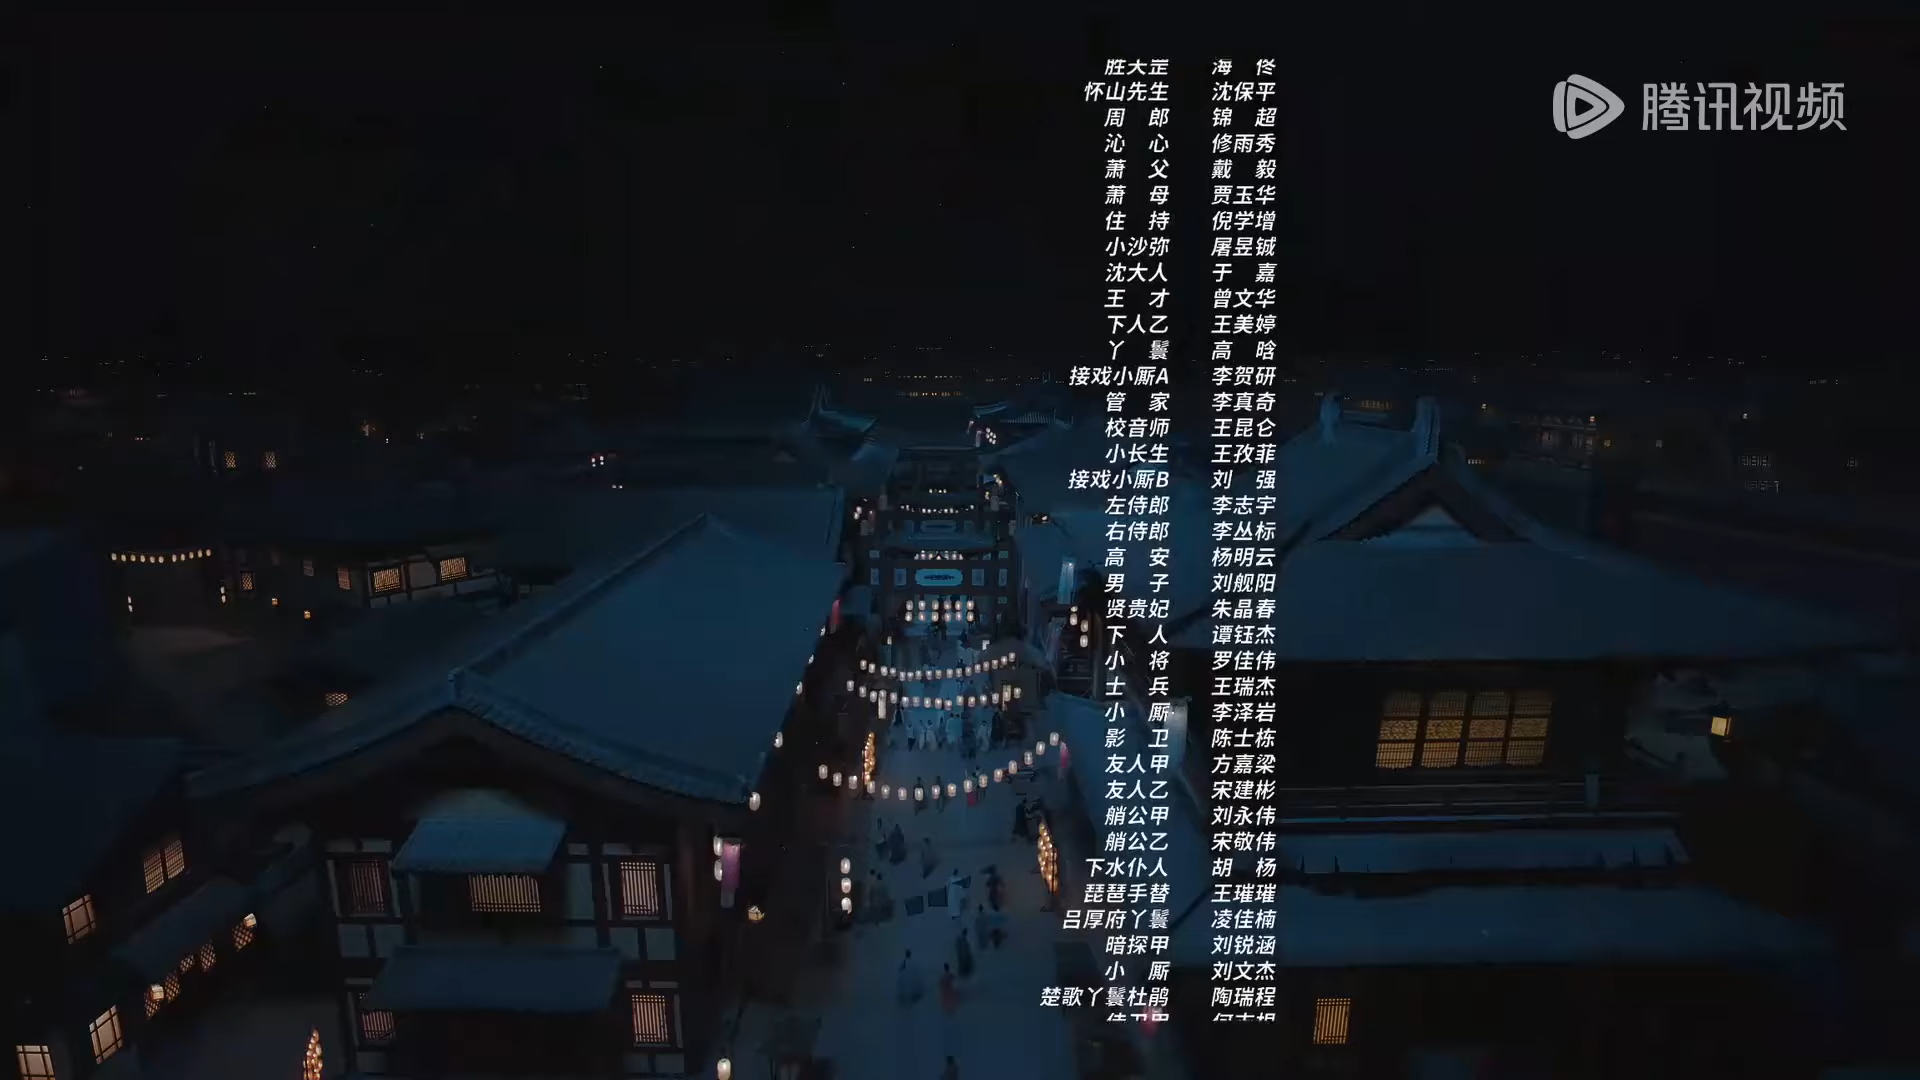 腾讯视频
怀山先生 沈保平
周 郎 锦 超
沁 心 修雨秀
萧 父 戴 毅
萧 母 贾玉华
住 持 倪学增
小沙弥 屠昱铖
沈大人 于 嘉
王 才 曾文华
下人乙 王美婷
丫 鬟 高 晗
接戏小厮A 李贺研
管 家 李真奇
校音师 王昆仑
小长生 王孜菲
接戏小厮B 刘 强
左侍郎 李志宇
右侍郎 李丛标
高 安 杨明云
男 子 刘舰阳
贤贵妃 朱晶春
下 人 谭钰杰
小 将 罗佳伟
士 兵 王瑞杰
小 厮 李泽岩
影 卫 陈士栋
友人甲 方嘉梁
友人乙 宋建彬
艄公甲 刘永伟
艄公乙 宋敬伟
下水仆人 胡 杨
琵琶手替 王璀璀
吕厚府丫鬟 凌佳楠
暗探甲 刘锐涵
小 厮 刘文杰
楚歌丫鬟杜鹃 陶瑞程